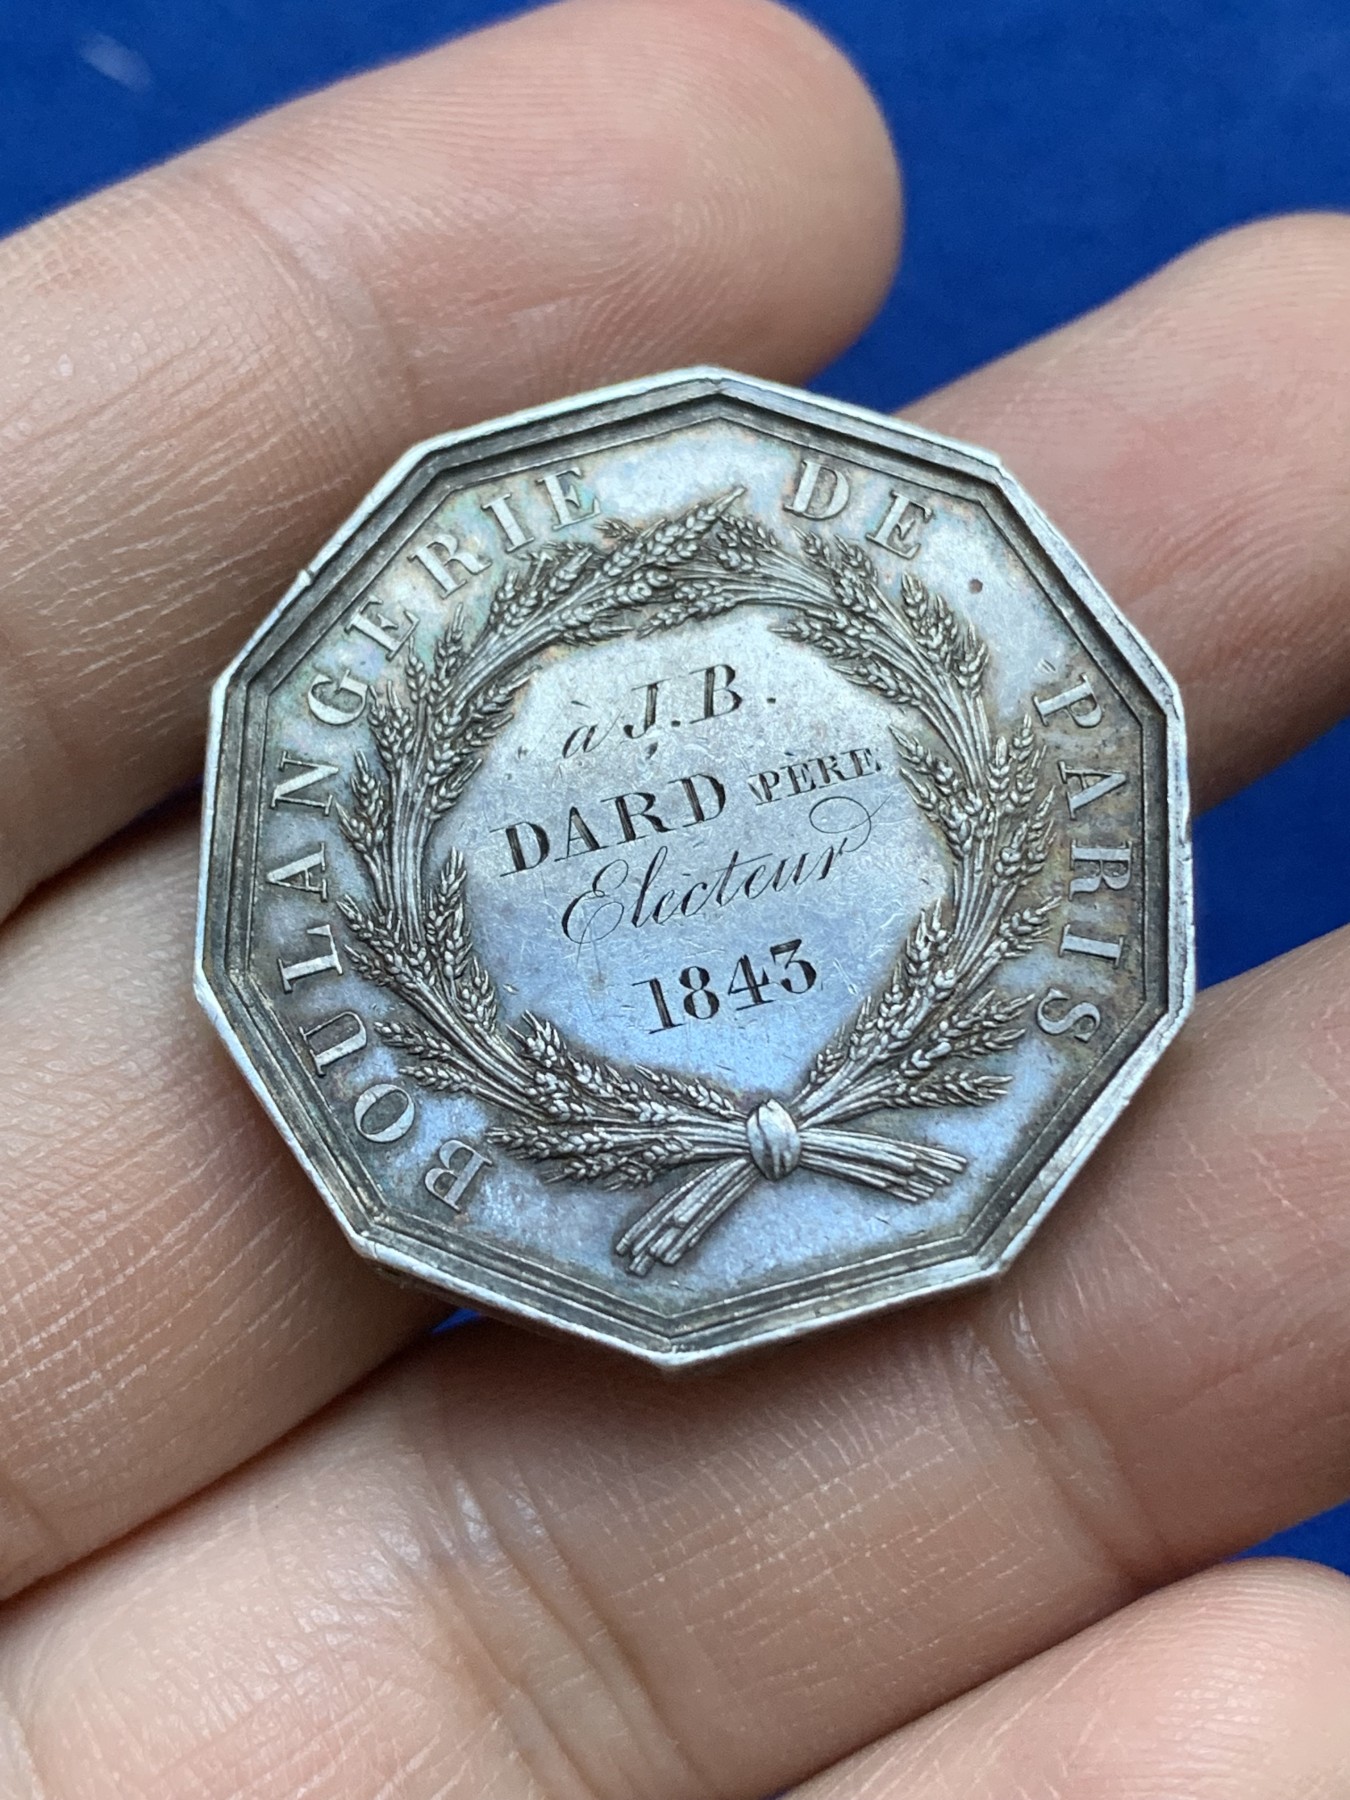 BOULANGERIE DE PARIS
à J.B.
DARD PÈRE
Electeur
1843